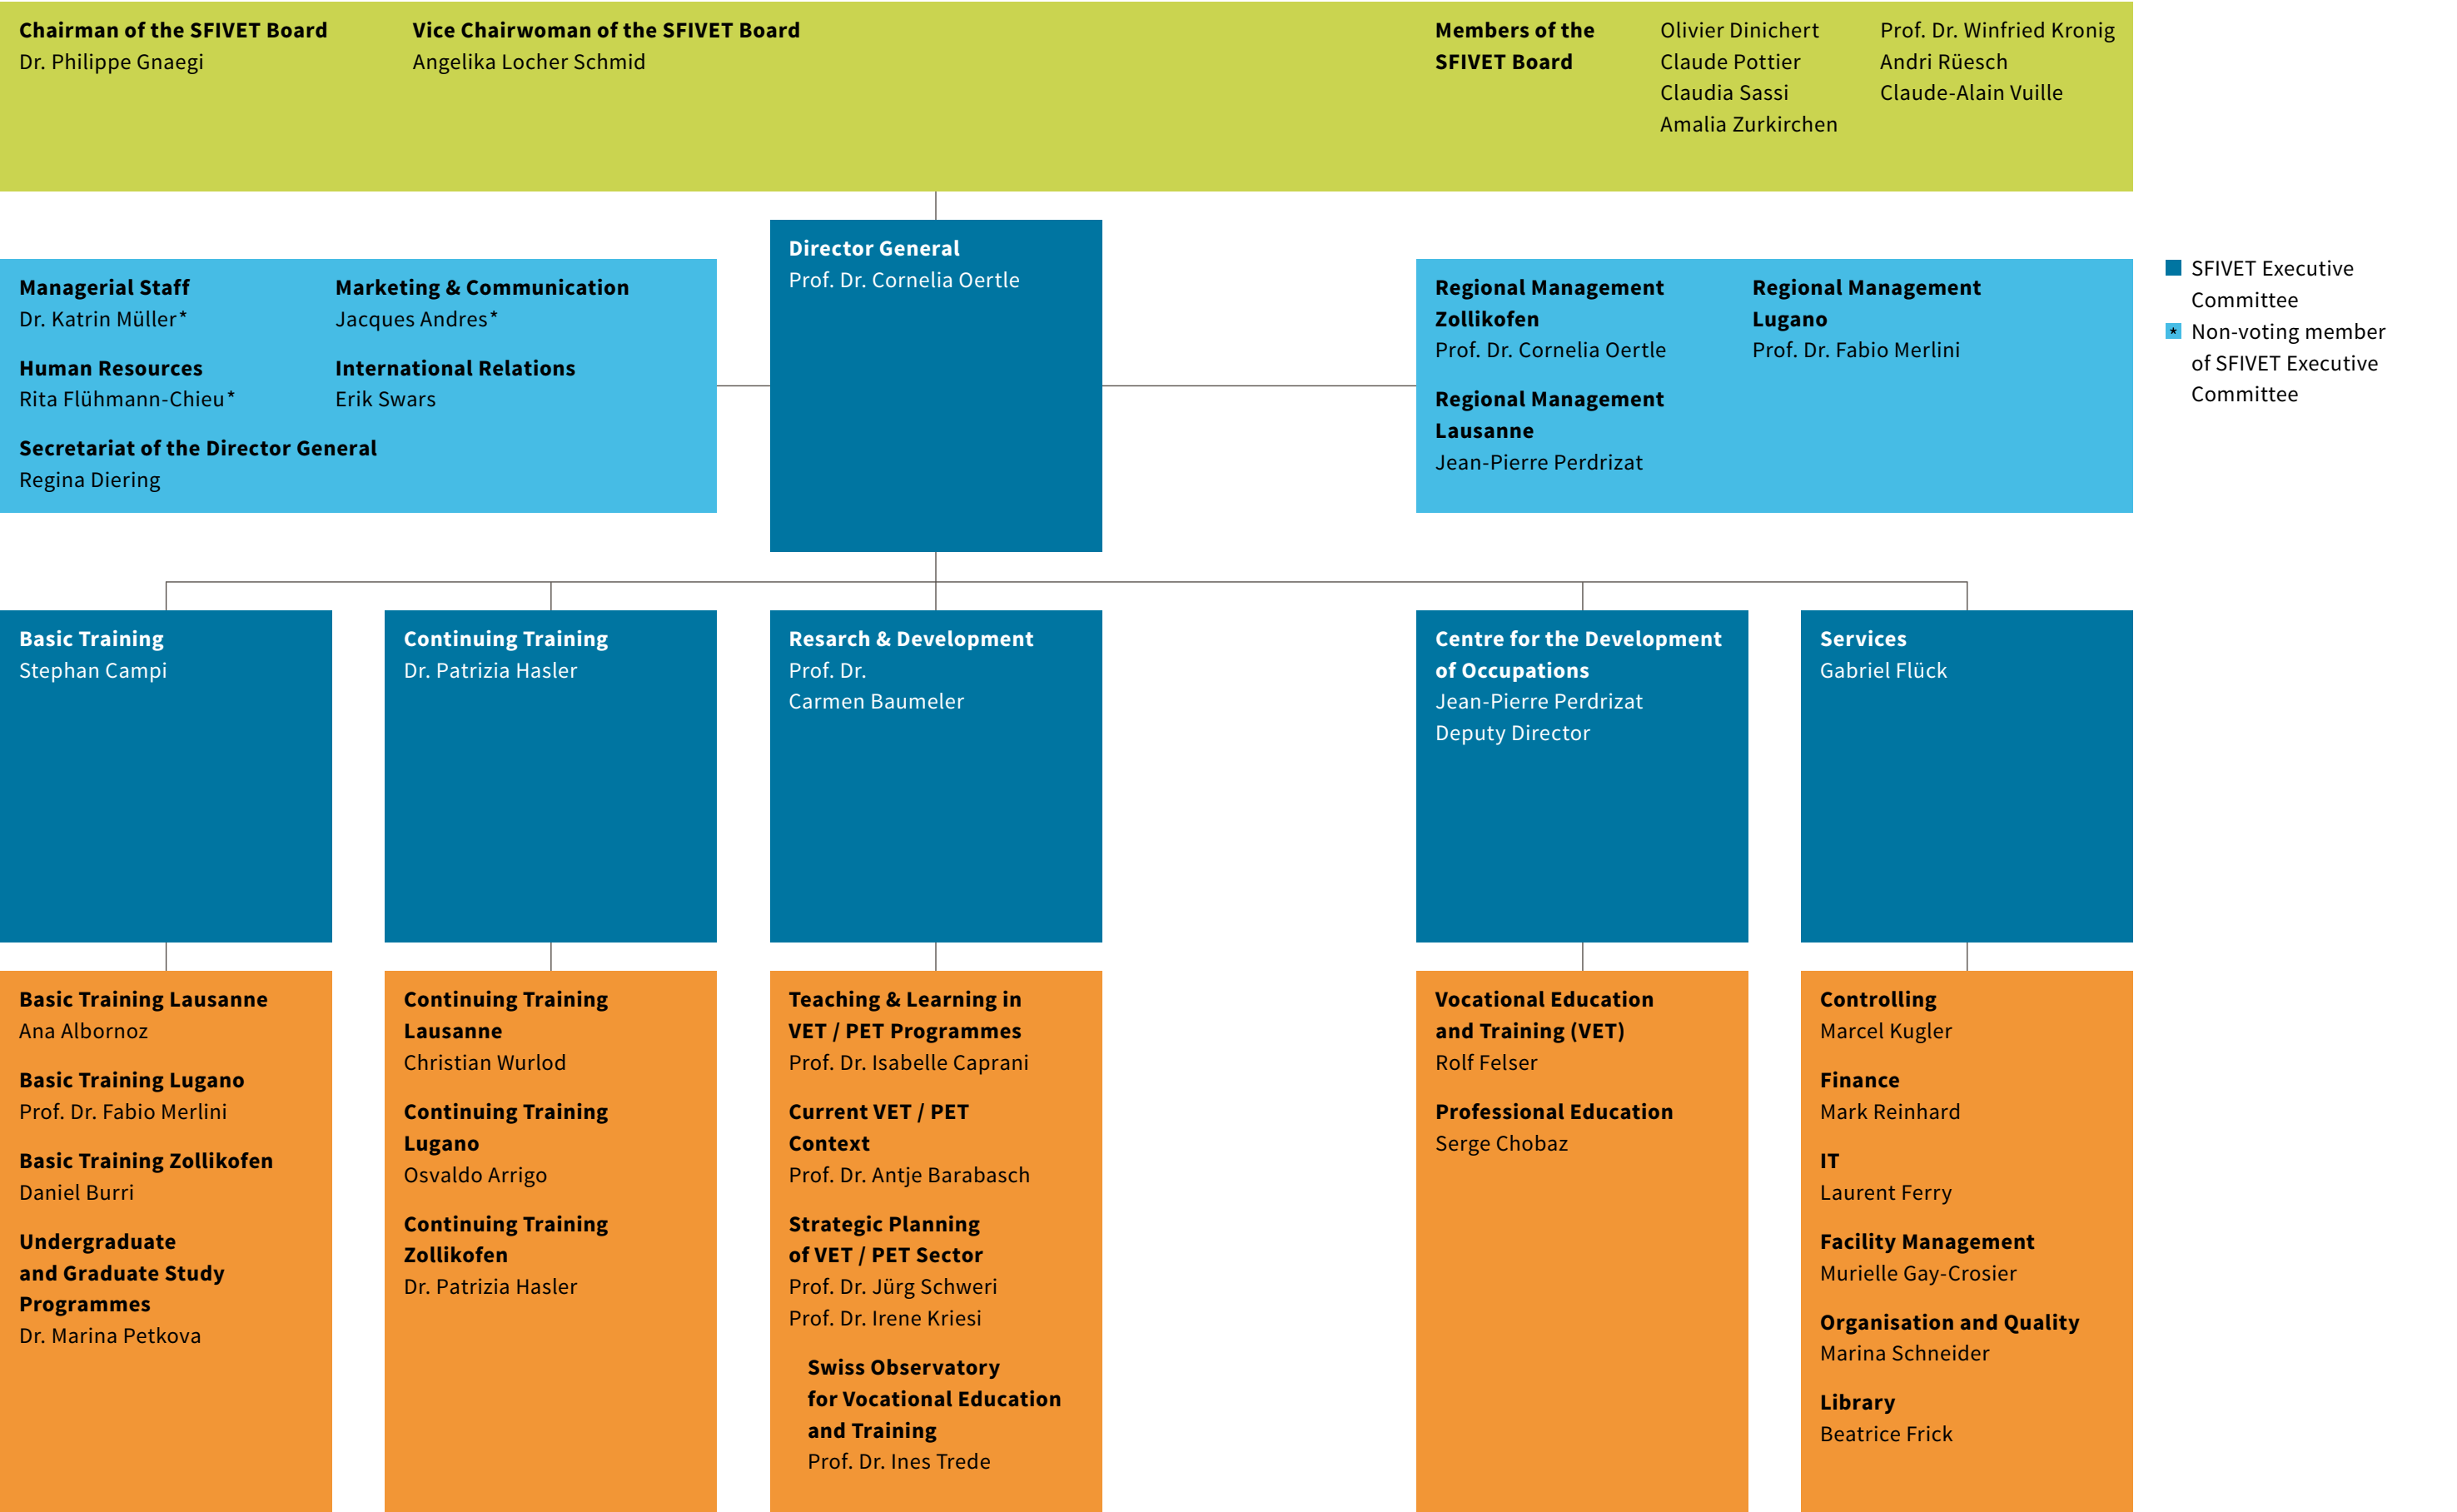 Chairman of the SFIVET Board
Dr. Philippe Gnaegi
Vice Chairwoman of the SFIVET Board
Angelika Locher Schmid
Members of the
SFIVET Board
Olivier Dinichert
Claude Pottier
Claudia Sassi
Amalia Zurkirchen
Prof. Dr. Winfried Kronig
Andri Rüesch
Claude-Alain Vuille
Director General
Prof. Dr. Cornelia Oertle
Managerial Staff
Dr. Katrin Müller*
Human Resources
Rita Flühmann-Chieu*
Secretariat of the Director General
Regina Diering
Marketing & Communication
Jacques Andres*
International Relations
Erik Swars
Regional Management
Zollikofen
Prof. Dr. Cornelia Oertle
Regional Management
Lausanne
Jean-Pierre Perdrizat
Regional Management
Lugano
Prof. Dr. Fabio Merlini
SFIVET Executive
Committee
* Non-voting member
of SFIVET Executive
Committee
Basic Training
Stephan Campi
Continuing Training
Dr. Patrizia Hasler
Resarch & Development
Prof. Dr.
Carmen Baumeler
Centre for the Development
of Occupations
Jean-Pierre Perdrizat
Deputy Director
Services
Gabriel Flück
Basic Training Lausanne
Ana Albornoz
Basic Training Lugano
Prof. Dr. Fabio Merlini
Basic Training Zollikofen
Daniel Burri
Undergraduate
and Graduate Study
Programmes
Dr. Marina Petkova
Continuing Training
Lausanne
Christian Wurlod
Continuing Training
Lugano
Osvaldo Arrigo
Continuing Training
Zollikofen
Dr. Patrizia Hasler
Teaching & Learning in
VET / PET Programmes
Prof. Dr. Isabelle Caprani
Current VET / PET
Context
Prof. Dr. Antje Barabasch
Strategic Planning
of VET / PET Sector
Prof. Dr. Jürg Schweri
Prof. Dr. Irene Kriesi
Swiss Observatory
for Vocational Education
and Training
Prof. Dr. Ines Trede
Vocational Education
and Training (VET)
Rolf Felser
Professional Education
Serge Chobaz
Controlling
Marcel Kugler
Finance
Mark Reinhard
IT
Laurent Ferry
Facility Management
Murielle Gay-Crosier
Organisation and Quality
Marina Schneider
Library
Beatrice Frick